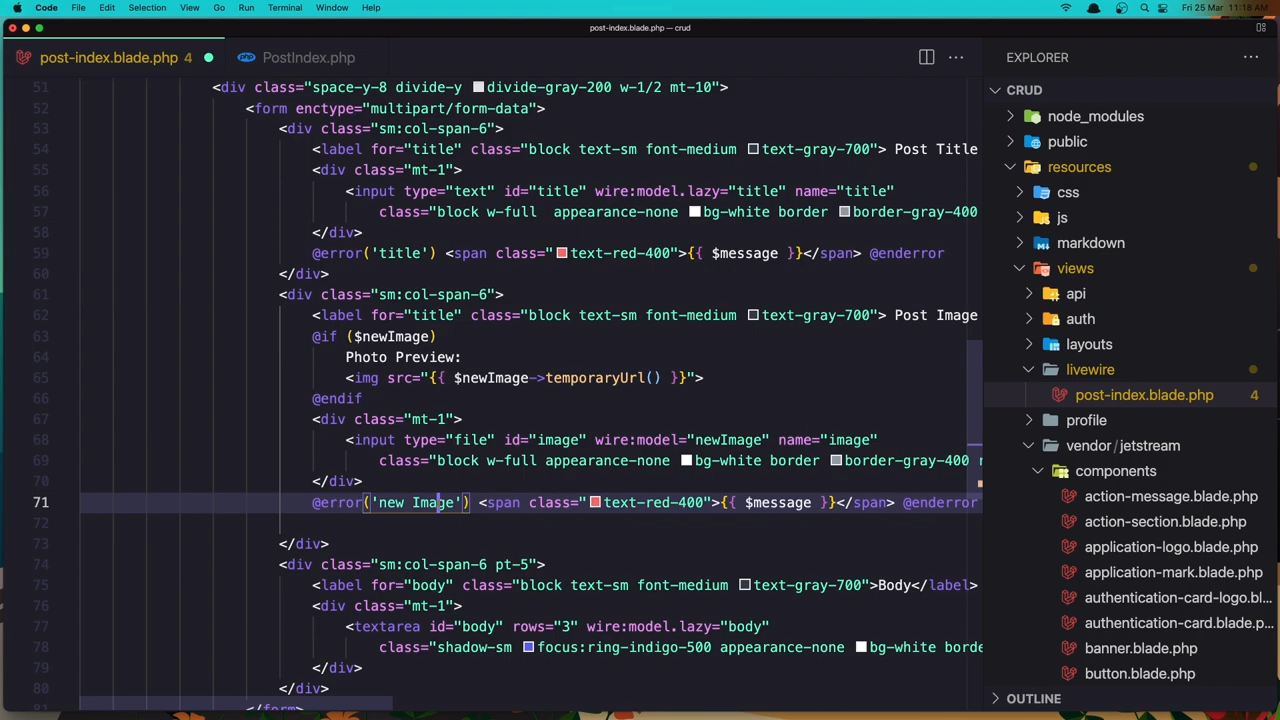 Code File Edit Selection View Go Run Terminal Window Help Fri 25 Mar 11:18 AM
post-index.blade.php — crud
post-index.blade.php 4 php PostIndex.php
51 <div class="space-y-8 divide-y divide-gray-200 w-1/2 mt-10">
52 <form enctype="multipart/form-data">
53 <div class="sm:col-span-6">
54 <label for="title" class="block text-sm font-medium text-gray-700"> Post Title
55 <div class="mt-1">
56 <input type="text" id="title" wire:model.lazy="title" name="title"
57 class="block w-full appearance-none bg-white border border-gray-400
58 </div>
59 @error('title') <span class="text-red-400">{{ $message }}</span> @enderror
60 </div>
61 <div class="sm:col-span-6">
62 <label for="title" class="block text-sm font-medium text-gray-700"> Post Image
63 @if ($newImage)
64 Photo Preview:
65 <img src="{{ $newImage->temporaryUrl() }}">
66 @endif
67 <div class="mt-1">
68 <input type="file" id="image" wire:model="newImage" name="image"
69 class="block w-full appearance-none bg-white border border-gray-400
70 </div>
71 @error('new Image') <span class="text-red-400">{{ $message }}</span> @enderror
72
73 </div>
74 <div class="sm:col-span-6 pt-5">
75 <label for="body" class="block text-sm font-medium text-gray-700">Body</label>
76 <div class="mt-1">
77 <textarea id="body" rows="3" wire:model.lazy="body"
78 class="shadow-sm focus:ring-indigo-500 appearance-none bg-white borde
79 </div>
80 </div>
81 </form>
EXPLORER
CRUD
node_modules
public
resources
css
js
markdown
views
api
auth
layouts
livewire
post-index.blade.php 4
profile
vendor / jetstream
components
action-message.blade.php
action-section.blade.php
application-logo.blade.php
application-mark.blade.php
authentication-card-logo.bl...
authentication-card.blade.p...
banner.blade.php
button.blade.php
OUTLINE